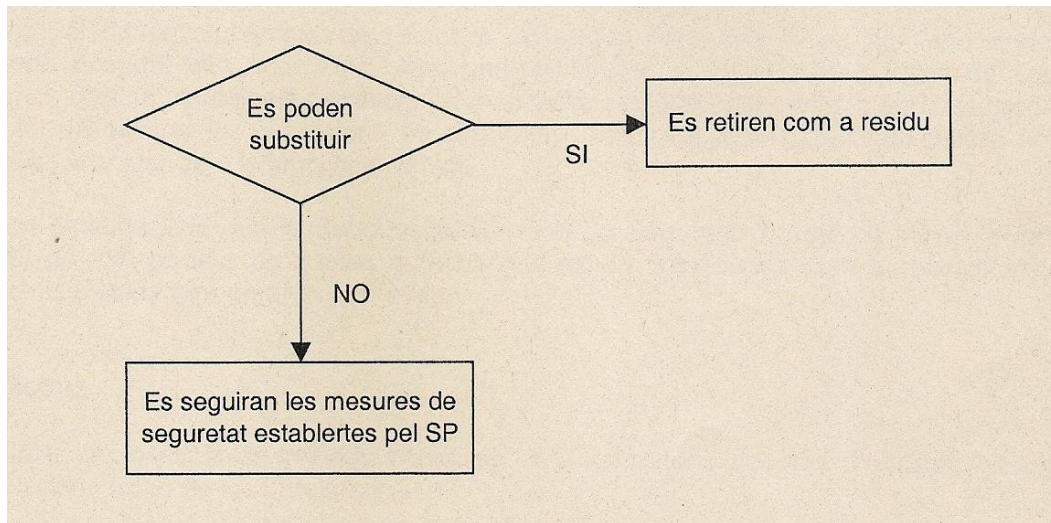 Es poden
substituir
SI
Es retiren com a residu
NO
Es seguiran les mesures de
seguretat establertes pel SP